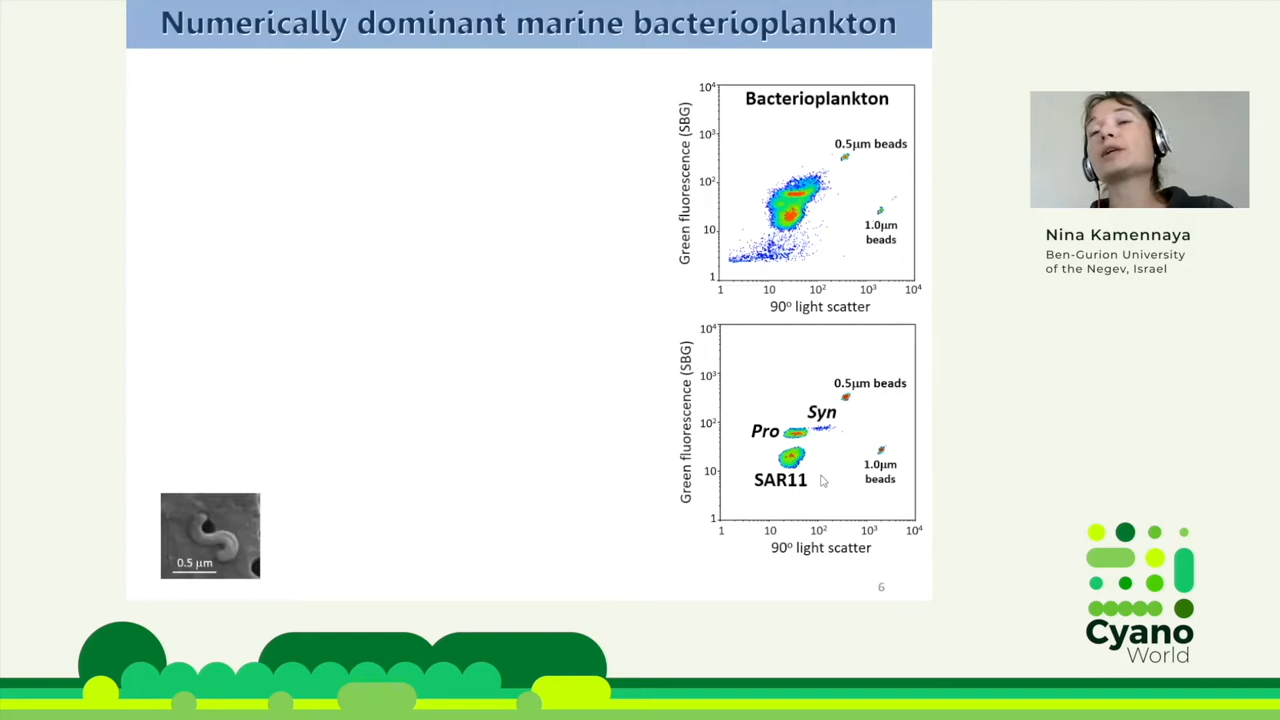 Numerically dominant marine bacterioplankton
10⁴
Bacterioplankton
10³
0.5µm beads
10²
10
1.0µm
beads
1
1
10
10²
10³
10⁴
Green fluorescence (SBG)
90º light scatter
10⁴
10³
0.5µm beads
Syn
10²
Pro
10
1.0µm
beads
SAR11
1
1
10
10²
10³
10⁴
Green fluorescence (SBG)
90º light scatter
0.5 µm
6
Nina Kamennaya
Ben-Gurion University
of the Negev, Israel
Cyano
World